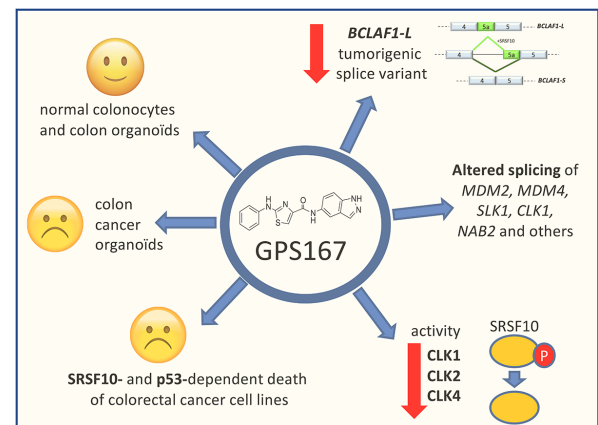 BCLAF1-L
tumorigenic
splice variant
4 5a 5 BCLAF1-L
+SRSF10
4 5a 5
4 5 BCLAF1-S
normal colonocytes
and colon organoïds
Altered splicing of
MDM2, MDM4,
SLK1, CLK1,
NAB2 and others
colon
cancer
organoïds
H
N
N
S
O
N
H
NH
N
GPS167
SRSF10- and p53-dependent death
of colorectal cancer cell lines
activity
CLK1
CLK2
CLK4
SRSF10
P